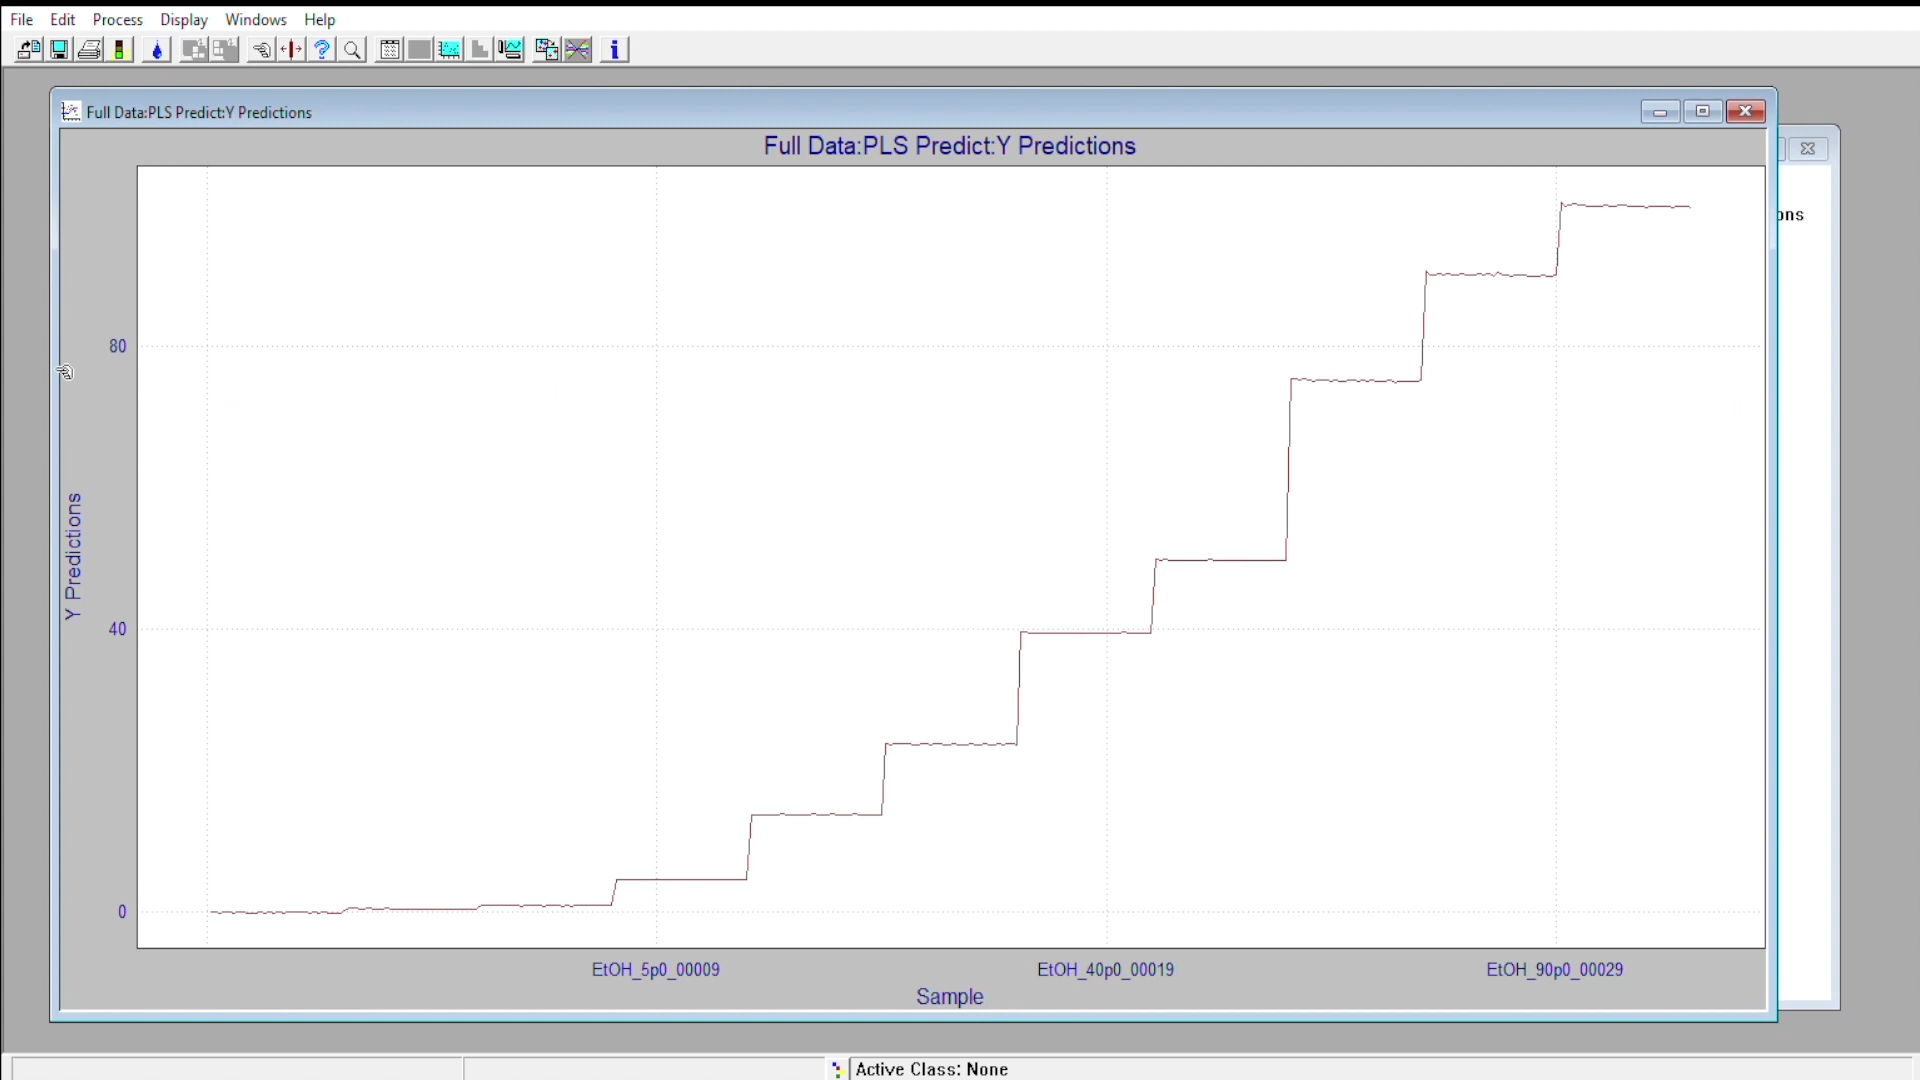 File Edit Process Display Windows Help
Full Data:PLS Predict:Y Predictions
Full Data:PLS Predict:Y Predictions
ons
80
40
0
Y Predictions
EtOH_5p0_00009 EtOH_40p0_00019 EtOH_90p0_00029
Sample
Active Class: None